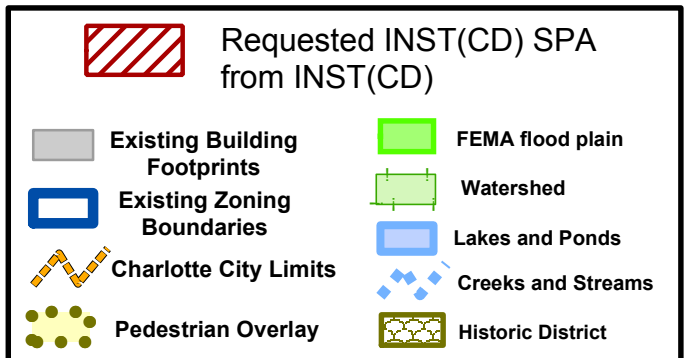 Requested INST(CD) SPA
from INST(CD)
Existing Building
Footprints
Existing Zoning
Boundaries
Charlotte City Limits
Pedestrian Overlay
FEMA flood plain
Watershed
Lakes and Ponds
Creeks and Streams
Historic District